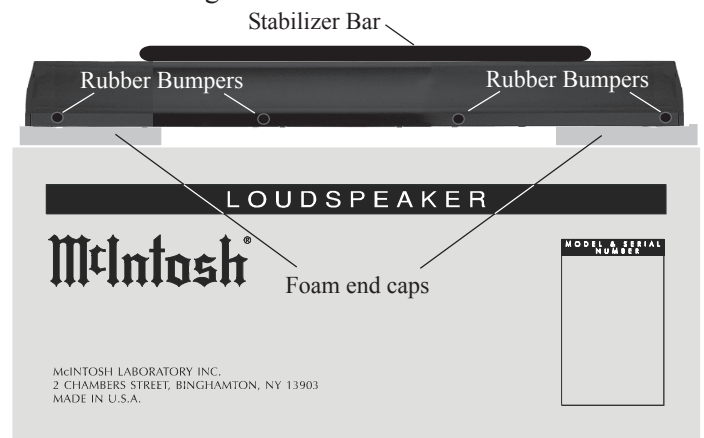 Stabilizer Bar
Rubber Bumpers
Rubber Bumpers
LOUDSPEAKER
McIntosh®
MODEL & SERIAL
NUMBER
Foam end caps
McINTOSH LABORATORY INC.
2 CHAMBERS STREET, BINGHAMTON, NY 13903
MADE IN U.S.A.